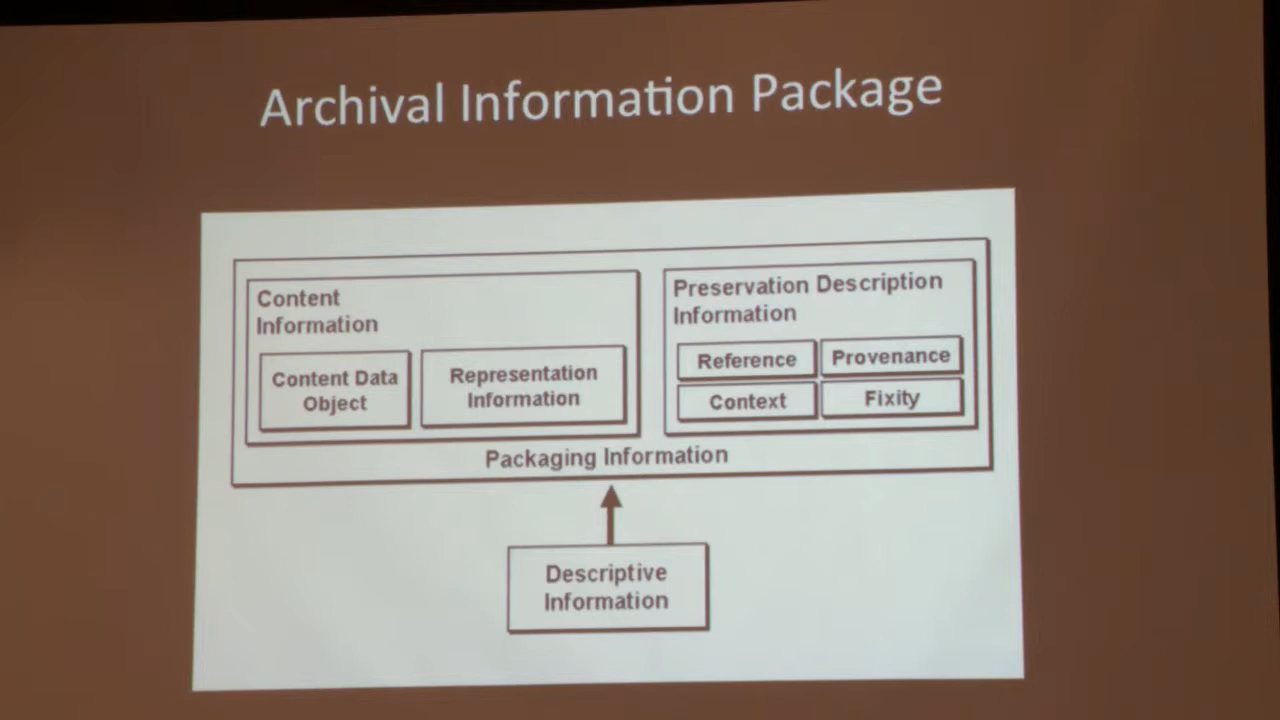 Archival Information Package
Content
Information
Content Data
Object
Representation
Information
Preservation Description
Information
Reference
Provenance
Context
Fixity
Packaging Information
Descriptive
Information